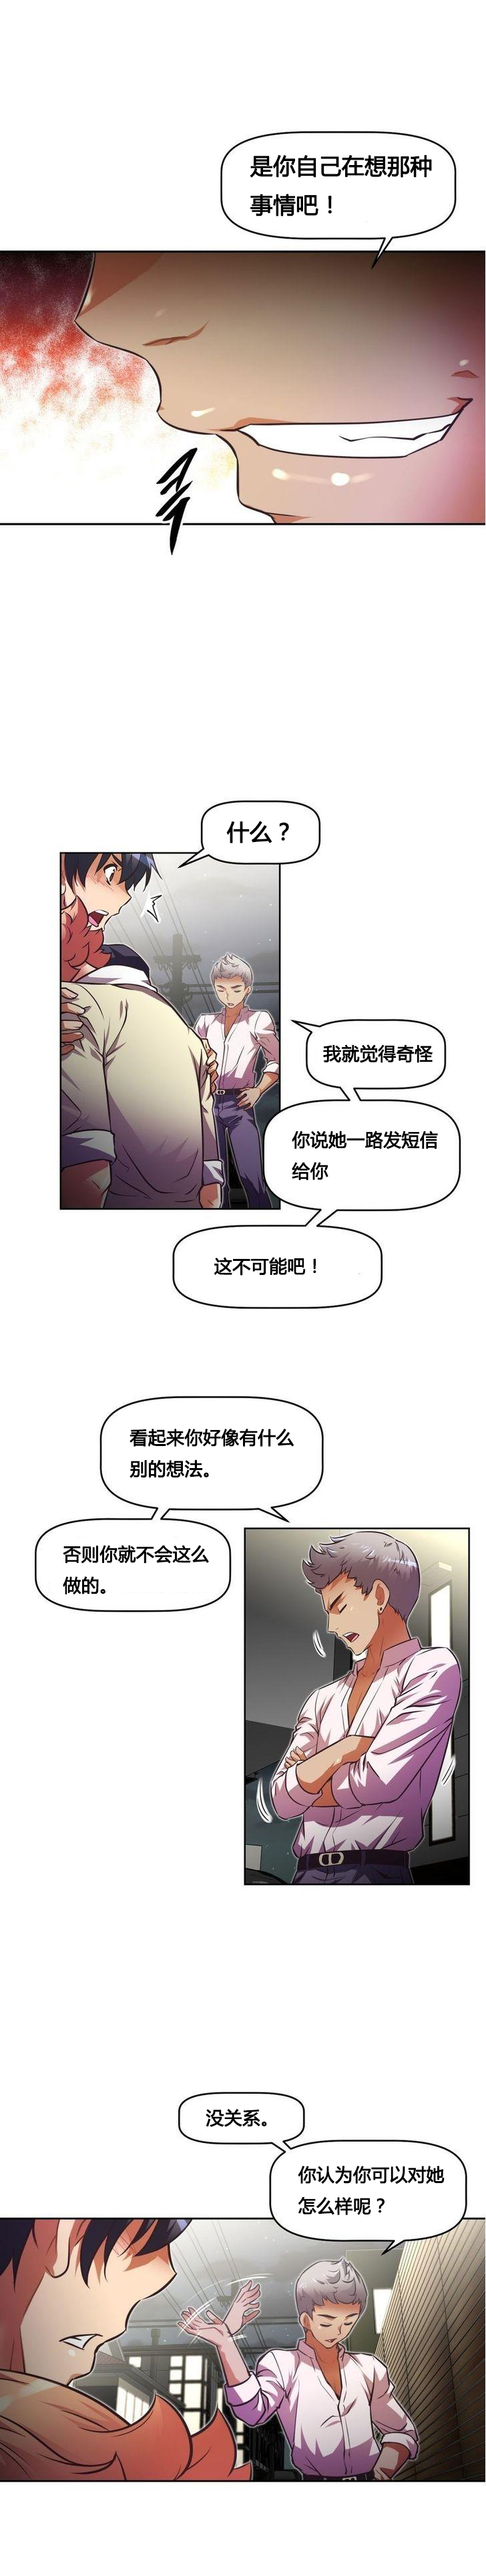 是你自己在想那种
事情吧！
什么？
我就觉得奇怪
你说她一路发短信
给你
这不可能吧！
看起来你好像有什么
别的想法。
否则你就不会这么
做的。
没关系。
你认为你可以对她
怎么样呢？